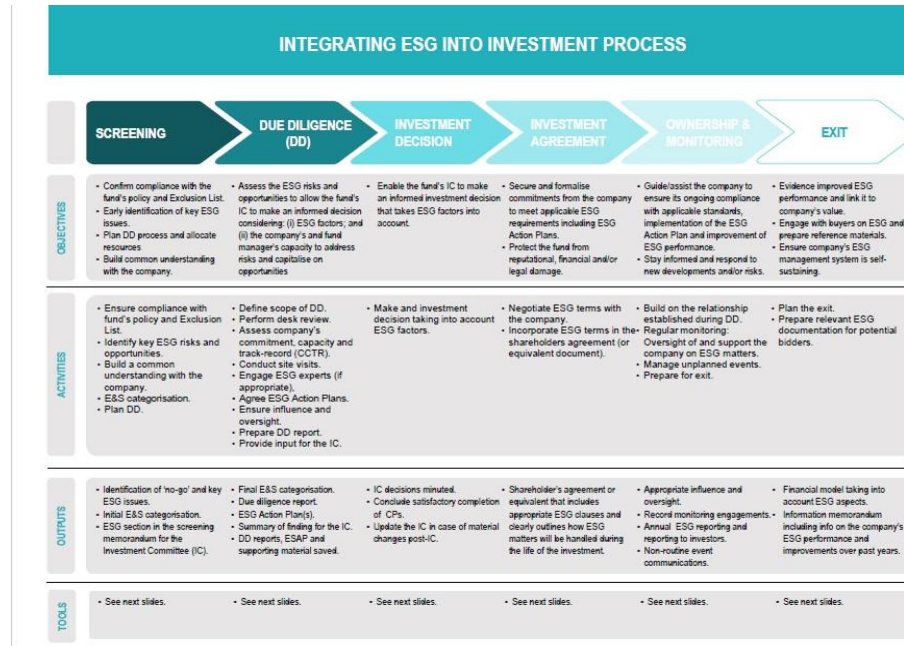 INTEGRATING ESG INTO INVESTMENT PROCESS
SCREENING
DUE DILIGENCE
(DD)
INVESTMENT
DECISION
INVESTMENT
AGREEMENT
OWNERSHIP &
MONITORING
EXIT
OBJECTIVES
• Confirm compliance with the
fund's policy and Exclusion List.
• Early identification of key ESG
issues.
• Plan DD process and allocate
resources
• Build common understanding
with the company.
• Assess the ESG risks and
opportunities to allow the fund's
IC to make an informed decision
considering: (i) ESG factors; and
(ii) the company's and fund
manager's capacity to address
risks and capitalise on
opportunities
• Enable the fund's IC to make
an informed investment decision
that takes ESG factors into
account.
• Secure and formalise
commitments from the company
to meet applicable ESG
requirements including ESG
Action Plans.
• Protect the fund from
reputational, financial and/or
legal damage.
• Guide/assist the company to
ensure its ongoing compliance
with applicable standards,
implementation of the ESG
Action Plan and improvement of
ESG performance.
• Stay informed and respond to
new developments and/or risks.
• Evidence improved ESG
performance and link it to
company's value.
• Engage with buyers on ESG and
prepare reference materials.
• Ensure company's ESG
management system is self-
sustaining.
ACTIVITIES
• Ensure compliance with
fund's policy and Exclusion
List.
• Identify key ESG risks and
opportunities.
• Build a common
understanding with the
company.
• E&S categorisation.
• Plan DD.
• Define scope of DD.
• Perform desk review.
• Assess company's
commitment, capacity and
track-record (CCTR).
• Conduct site visits.
• Engage ESG experts (if
appropriate),
• Agree ESG Action Plans.
• Ensure influence and
oversight.
• Prepare DD report.
• Provide input for the IC.
• Make and investment
decision taking into account
ESG factors.
• Negotiate ESG terms with
the company.
• Incorporate ESG terms in the
shareholders agreement (or
equivalent document).
• Build on the relationship
established during DD.
• Regular monitoring:
Oversight of and support the
company on ESG matters.
• Manage unplanned events.
• Prepare for exit.
• Plan the exit.
• Prepare relevant ESG
documentation for potential
bidders.
OUTPUTS
• Identification of 'no-go' and key
ESG issues.
• Initial E&S categorisation.
• ESG section in the screening
memorandum for the
Investment Committee (IC).
• Final E&S categorisation.
• Due diligence report.
• ESG Action Plan(s).
• Summary of finding for the IC.
• DD reports, ESAP and
supporting material saved.
• IC decisions minuted.
• Conclude satisfactory completion
of CPs.
• Update the IC in case of material
changes post-IC.
• Shareholder's agreement or
equivalent that includes
appropriate ESG clauses and
clearly outlines how ESG
matters will be handled during
the life of the investment.
• Appropriate influence and
oversight.
• Record monitoring engagements.
• Annual ESG reporting and
reporting to investors.
• Non-routine event
communications.
• Financial model taking into
account ESG aspects.
• Information memorandum
including info on the company's
ESG performance and
improvements over past years.
TOOLS
• See next slides.
• See next slides.
• See next slides.
• See next slides.
• See next slides.
• See next slides.